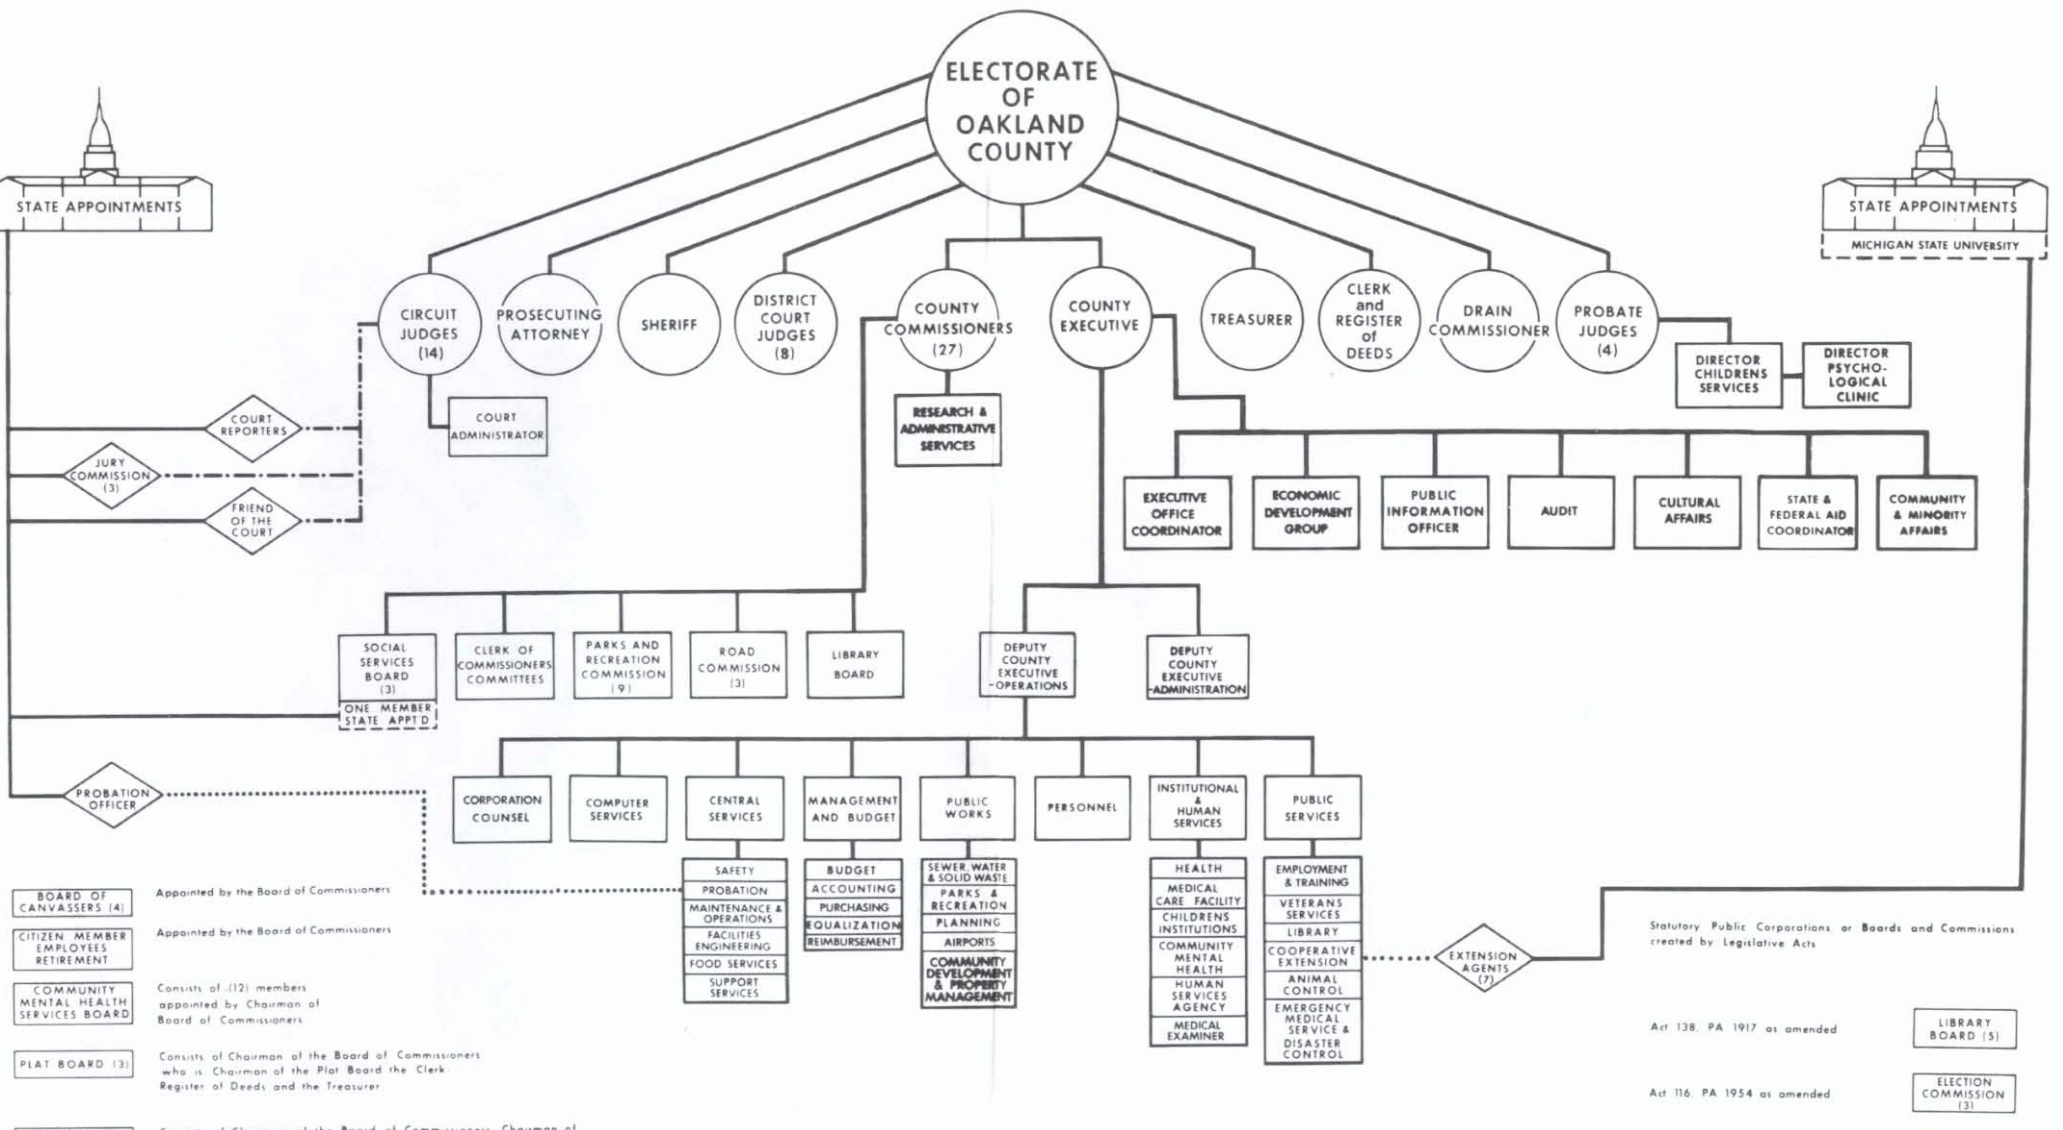 ELECTORATE
OF
OAKLAND
COUNTY
STATE APPOINTMENTS
STATE APPOINTMENTS
MICHIGAN STATE UNIVERSITY
CIRCUIT
JUDGES
(14)
PROSECUTING
ATTORNEY
SHERIFF
DISTRICT
COURT
JUDGES
(8)
COUNTY
COMMISSIONERS
(27)
COUNTY
EXECUTIVE
TREASURER
CLERK
and
REGISTER
of
DEEDS
DRAIN
COMMISSIONER
PROBATE
JUDGES
(4)
DIRECTOR
CHILDRENS
SERVICES
DIRECTOR
PSYCHO-
LOGICAL
CLINIC
COURT
REPORTERS
JURY
COMMISSION
(3)
FRIEND
OF THE
COURT
COURT
ADMINISTRATOR
RESEARCH &
ADMINISTRATIVE
SERVICES
EXECUTIVE
OFFICE
COORDINATOR
ECONOMIC
DEVELOPMENT
GROUP
PUBLIC
INFORMATION
OFFICER
AUDIT
CULTURAL
AFFAIRS
STATE &
FEDERAL AID
COORDINATOR
COMMUNITY
& MINORITY
AFFAIRS
SOCIAL
SERVICES
BOARD
(3)
ONE MEMBER
STATE APPT'D
CLERK OF
COMMISSIONERS
COMMITTEES
PARKS AND
RECREATION
COMMISSION
(9)
ROAD
COMMISSION
(3)
LIBRARY
BOARD
DEPUTY
COUNTY
EXECUTIVE
-OPERATIONS
DEPUTY
COUNTY
EXECUTIVE
-ADMINISTRATION
PROBATION
OFFICER
CORPORATION
COUNSEL
COMPUTER
SERVICES
CENTRAL
SERVICES
MANAGEMENT
AND BUDGET
PUBLIC
WORKS
PERSONNEL
INSTITUTIONAL
&
HUMAN
SERVICES
PUBLIC
SERVICES
SAFETY
PROBATION
MAINTENANCE &
OPERATIONS
FACILITIES
ENGINEERING
FOOD SERVICES
SUPPORT
SERVICES
BUDGET
ACCOUNTING
PURCHASING
EQUALIZATION
REIMBURSEMENT
SEWER, WATER
& SOLID WASTE
PARKS &
RECREATION
PLANNING
AIRPORTS
COMMUNITY
DEVELOPMENT
& PROPERTY
MANAGEMENT
HEALTH
MEDICAL
CARE FACILITY
CHILDRENS
INSTITUTIONS
COMMUNITY
MENTAL
HEALTH
HUMAN
SERVICES
AGENCY
MEDICAL
EXAMINER
EMPLOYMENT
& TRAINING
VETERANS
SERVICES
LIBRARY
COOPERATIVE
EXTENSION
ANIMAL
CONTROL
EMERGENCY
MEDICAL
SERVICE &
DISASTER
CONTROL
EXTENSION
AGENTS
(7)
BOARD OF
CANVASSERS (4)
Appointed by the Board of Commissioners
CITIZEN MEMBER
EMPLOYEES
RETIREMENT
Appointed by the Board of Commissioners
COMMUNITY
MENTAL HEALTH
SERVICES BOARD
Consists of (12) members
appointed by Chairman of
Board of Commissioners
PLAT BOARD (3)
Consists of Chairman of the Board of Commissioners
who is Chairman of the Plat Board the Clerk
Register of Deeds and the Treasurer
Consists of Chairman of the Board of Commissioners, Chairman of
Statutory Public Corporations or Boards and Commissions
created by Legislative Acts
Act 138, PA 1917 as amended
LIBRARY
BOARD (5)
Act 116, PA 1954 as amended
ELECTION
COMMISSION
(3)